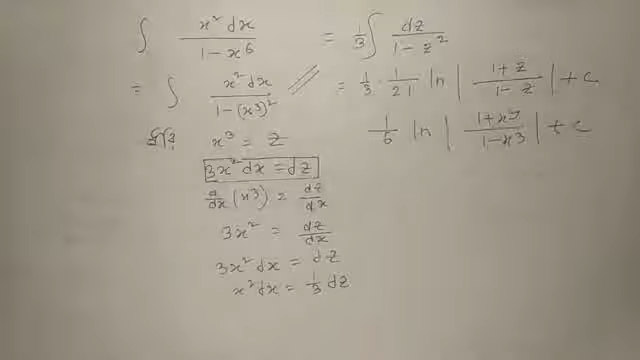 ∫ x² dx / 1 - x⁶ = 1/3 ∫ dz / 1 - z²
= ∫ x² dx / 1 - (x³)² = 1/3 · 1/2·1 ln | 1+z / 1-z | + c
ধরি, x³ = z 1/6 ln | 1+x³ / 1-x³ | + c
3x² dx = dz
d/dx (x³) = dz/dx
3x² = dz/dx
3x² dx = dz
x² dx = 1/3 dz